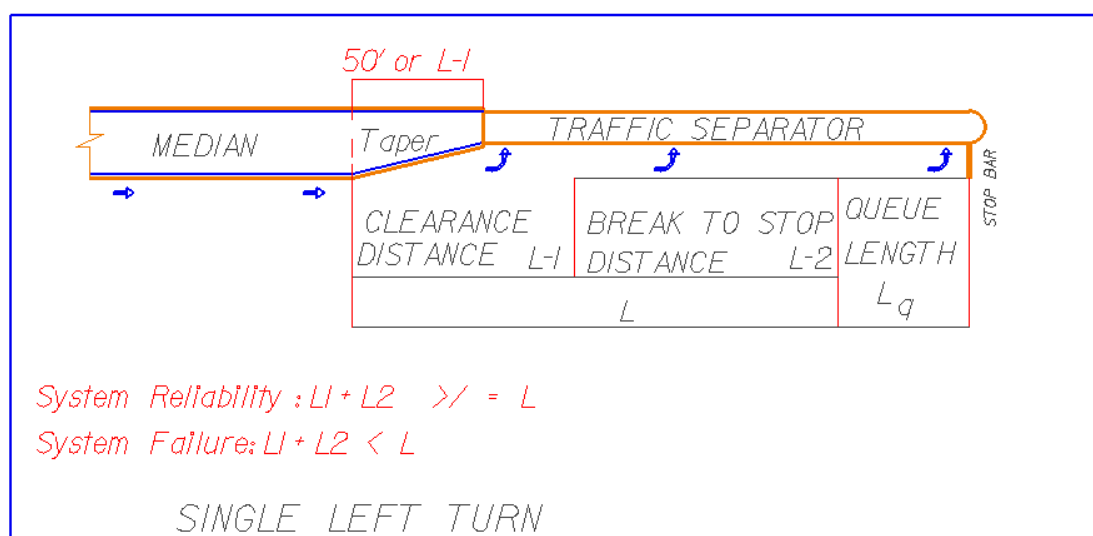 50' or L-1
MEDIAN
Taper
TRAFFIC SEPARATOR
STOP BAR
CLEARANCE
DISTANCE L-1
BREAK TO STOP
DISTANCE L-2
QUEUE
LENGTH
Lq
L
System Reliability : L1 + L2 >/ = L
System Failure: L1 + L2 < L
SINGLE LEFT TURN